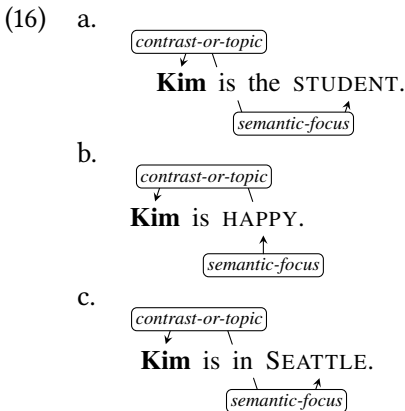 (16) a.
contrast-or-topic
Kim is the STUDENT.
semantic-focus
b.
contrast-or-topic
Kim is HAPPY.
semantic-focus
c.
contrast-or-topic
Kim is in SEATTLE.
semantic-focus